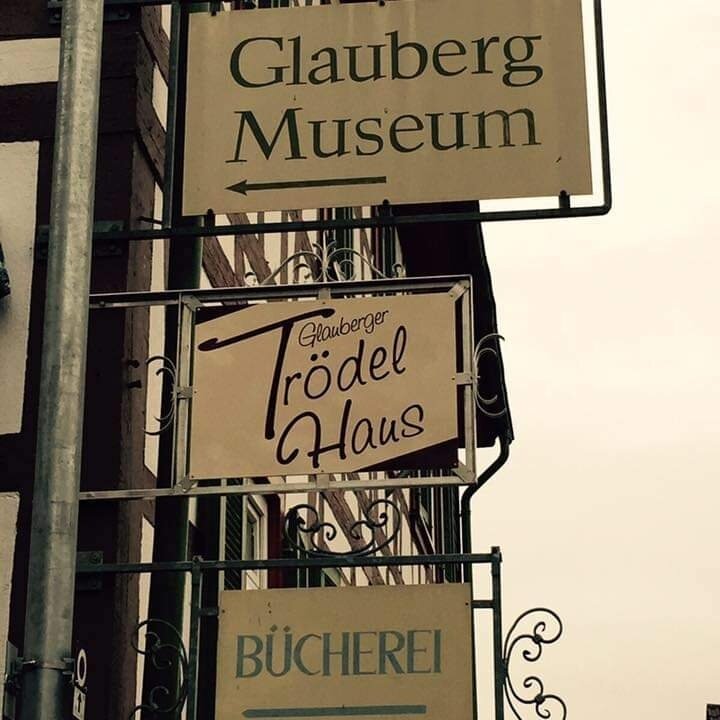 Glauberg
Museum
Glauberger
Trödel
Haus
BÜCHEREI